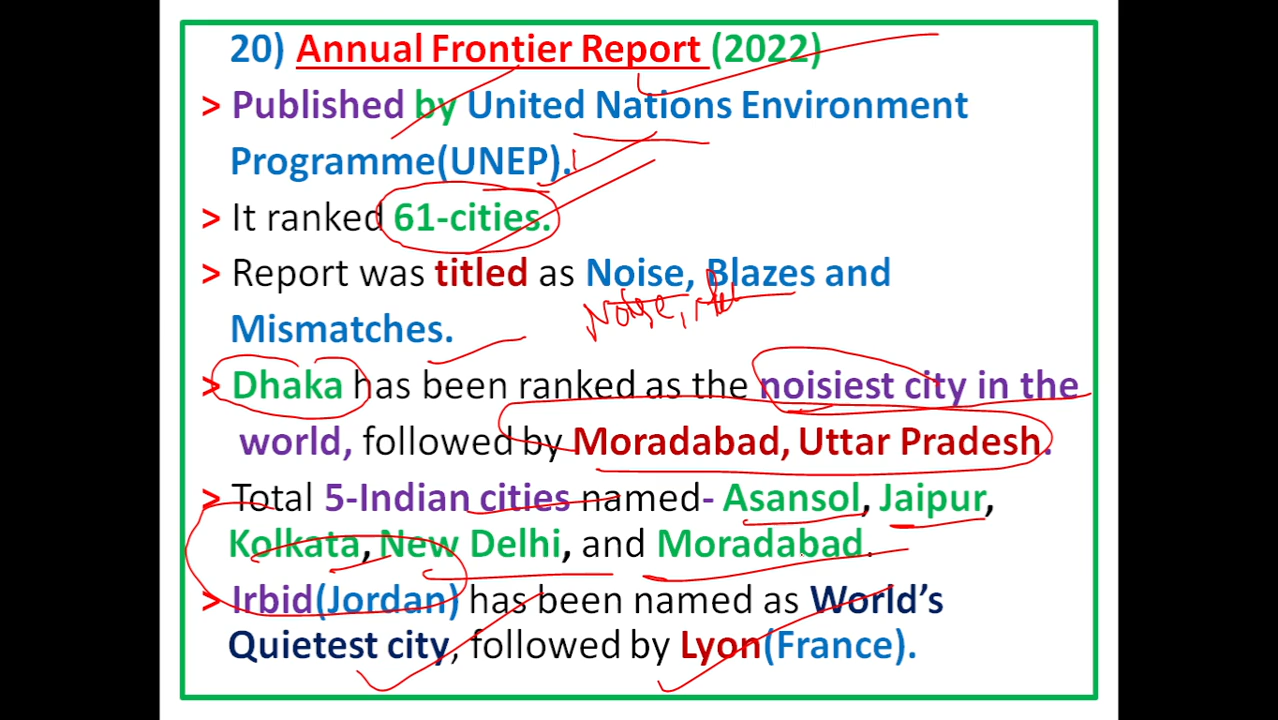 20) Annual Frontier Report (2022)
> Published by United Nations Environment
Programme(UNEP).
> It ranked 61-cities.
> Report was titled as Noise, Blazes and
Noise,
Mismatches.
> Dhaka has been ranked as the noisiest city in the
world, followed by Moradabad, Uttar Pradesh.
> Total 5-Indian cities named- Asansol, Jaipur,
Kolkata, New Delhi, and Moradabad.
> Irbid(Jordan) has been named as World's
Quietest city, followed by Lyon(France).